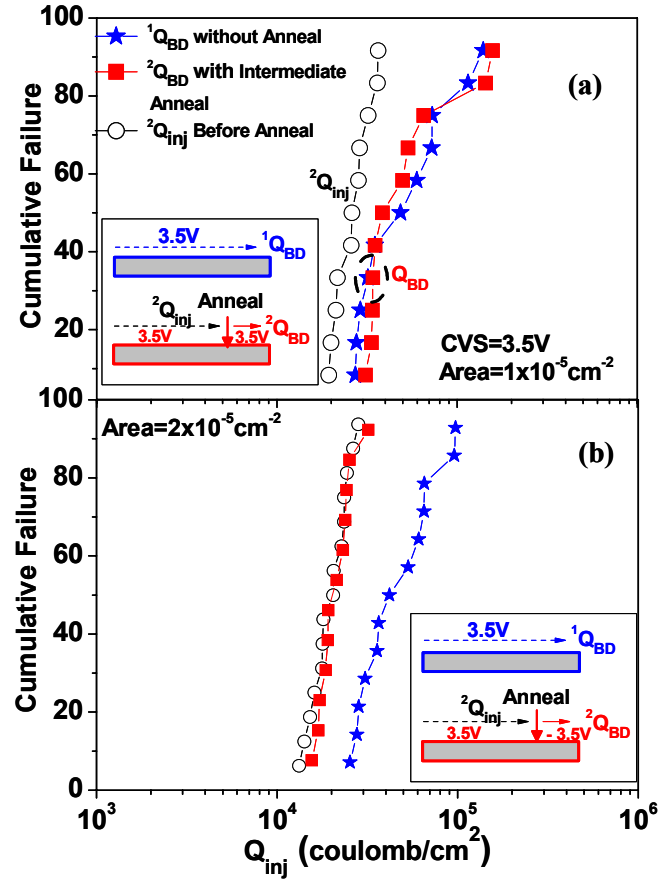 ¹Q_BD without Anneal
²Q_BD with Intermediate
Anneal
²Q_inj Before Anneal
(a)
²Q_inj
Q_BD
3.5V
¹Q_BD
Anneal
²Q_inj
²Q_BD
3.5V
3.5V
CVS=3.5V
Area=1x10⁻⁵cm⁻²
Cumulative Failure
100
80
60
40
20
100
Area=2x10⁻⁵cm⁻²
(b)
3.5V
¹Q_BD
Anneal
²Q_inj
²Q_BD
3.5V
- 3.5V
Cumulative Failure
80
60
40
20
0
10³
10⁴
10⁵
10⁶
Q_inj (coulomb/cm²)